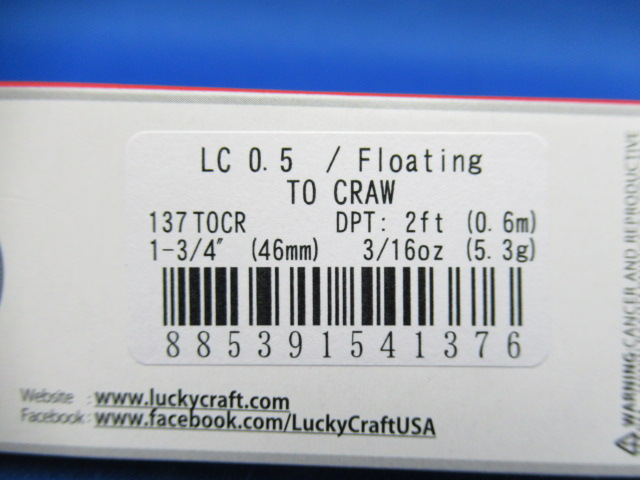 LC 0.5 / Floating
TO CRAW
137TOCR DPT: 2ft (0.6m)
1-3/4" (46mm) 3/16oz (5.3g)
885391541376
Website : www.luckycraft.com
Facebook: www.facebook.com/LuckyCraftUSA
WARNING: CANCER AND REPRODUCTIVE